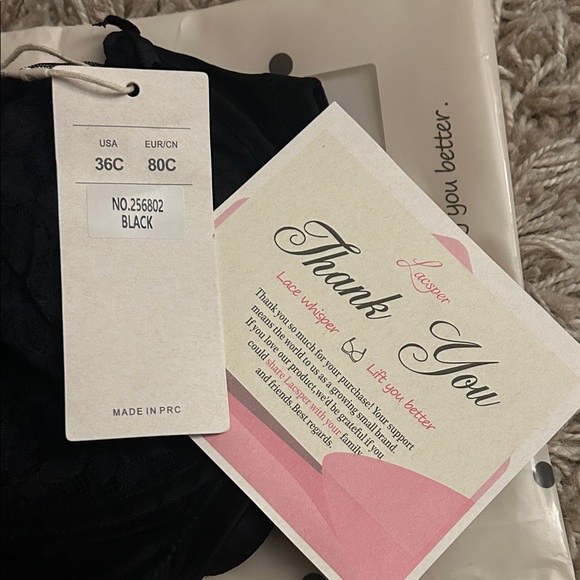 USA EUR/CN
36C 80C
NO.256802
BLACK
MADE IN PRC
you better.
Lacsper
Thank You
Lace whisper Lift you better
Thank you so much for your purchase! Your support
means the world to us as a growing small brand.
If you love our product,we'd be grateful if you
could share Lacsper with your family
and friends.Best regards.